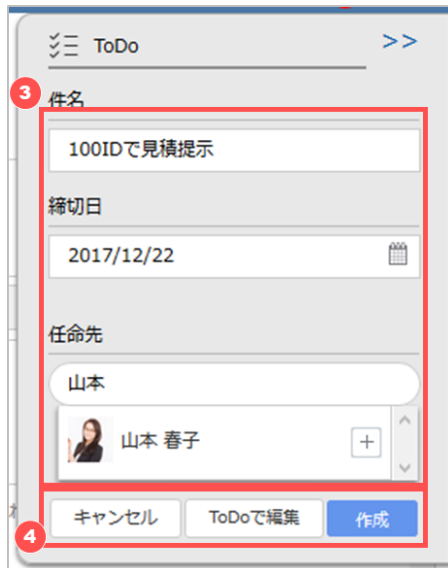 ToDo
>>
3
件名
100IDで見積提示
締切日
2017/12/22
任命先
山本
山本 春子
+
キャンセル
ToDoで編集
作成
4